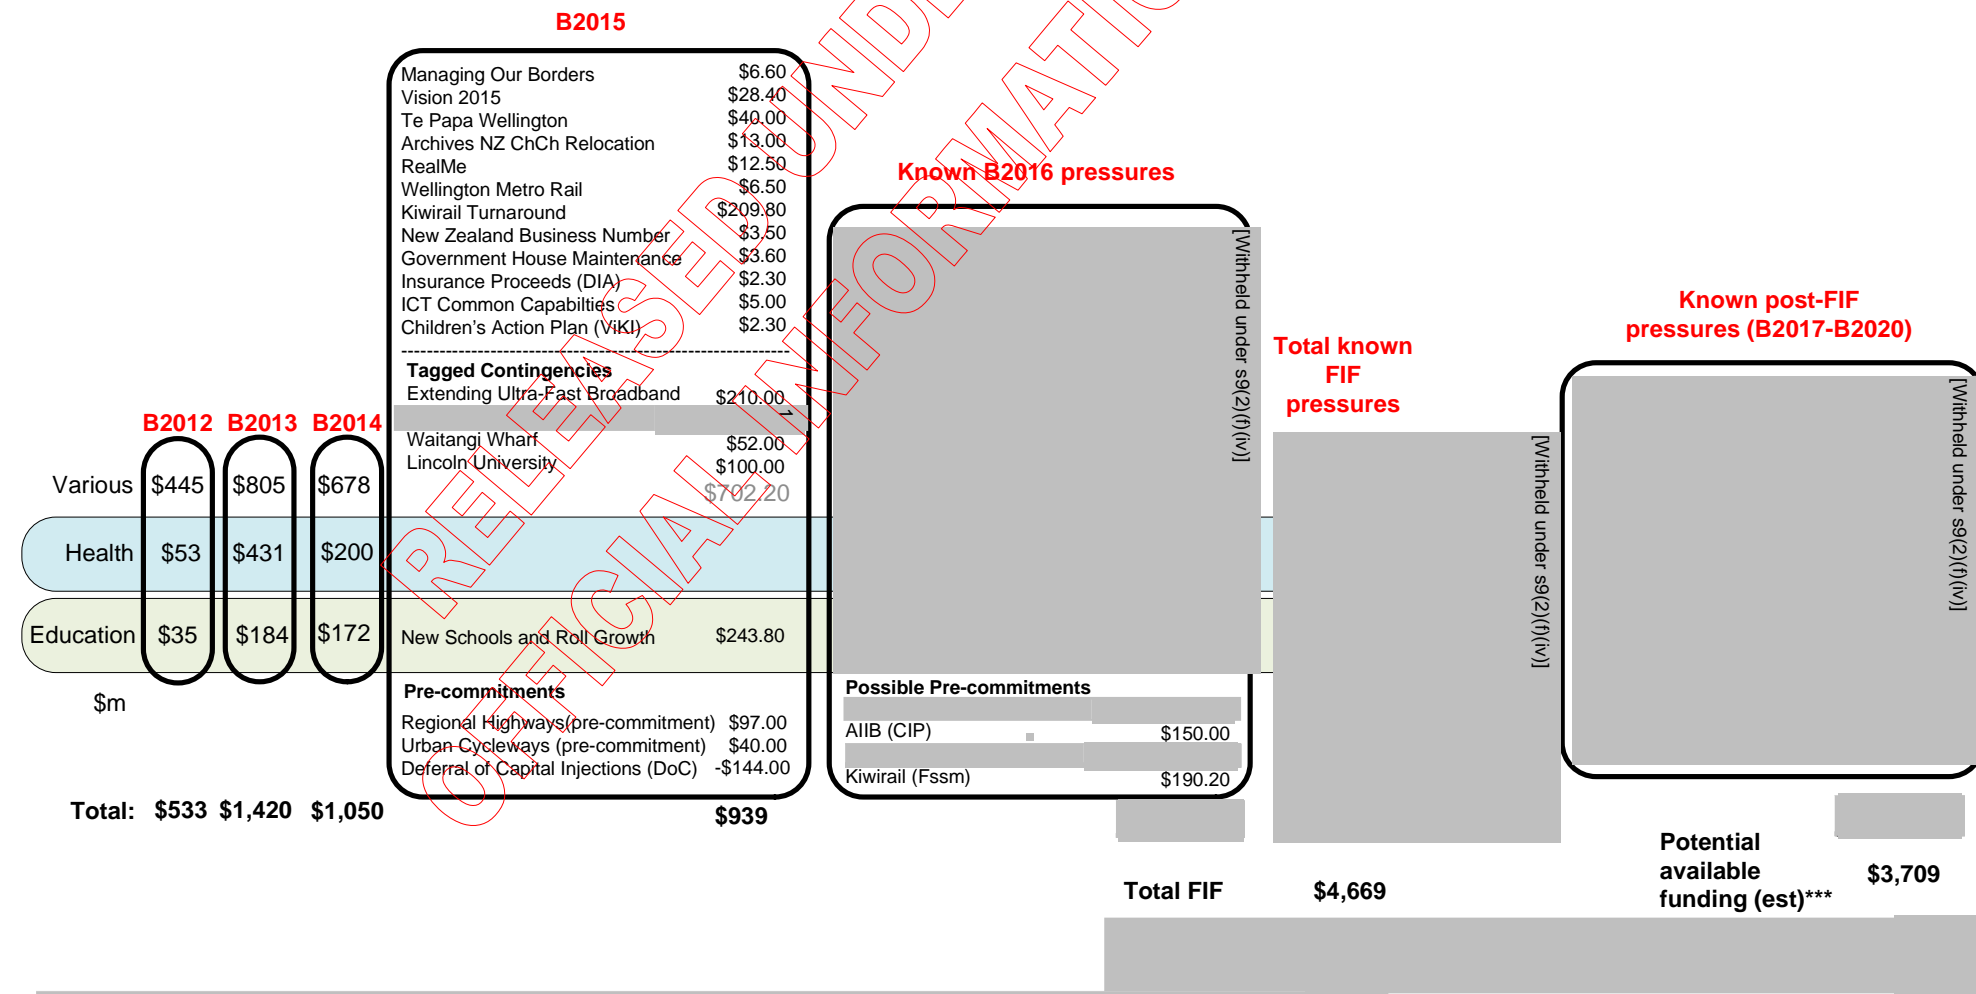 B2015
Managing Our Borders $6.60
Vision 2015 $28.40
Te Papa Wellington $40.00
Archives NZ ChCh Relocation $13.00
RealMe $12.50
Wellington Metro Rail $6.50
Kiwirail Turnaround $209.80
New Zealand Business Number $3.50
Government House Maintenance $3.60
Insurance Proceeds (DIA) $2.30
ICT Common Capabilties $5.00
Children's Action Plan (ViKI) $2.30
Tagged Contingencies
Extending Ultra-Fast Broadband $210.00
1
Waitangi Wharf $52.00
Lincoln University $100.00
$702.20
B2012 B2013 B2014
Various $445 $805 $678
Health $53 $431 $200
Education $35 $184 $172 New Schools and Roll Growth $243.80
$m
Pre-commitments
Regional Highways(pre-commitment) $97.00
Urban Cycleways (pre-commitment) $40.00
Deferral of Capital Injections (DoC) -$144.00
Total: $533 $1,420 $1,050 $939
Known B2016 pressures
[Withheld under s9(2)(f)(iv)]
Possible Pre-commitments
AIIB (CIP) $150.00
Kiwirail (Fssm) $190.20
Total known
FIF
pressures
[Withheld under s9(2)(f)(iv)]
Known post-FIF
pressures (B2017-B2020)
[Withheld under s9(2)(f)(iv)]
Total FIF $4,669
Potential
available
funding (est)*** $3,709
RELEASED UNDE
OFFICIAL INFORMATIO